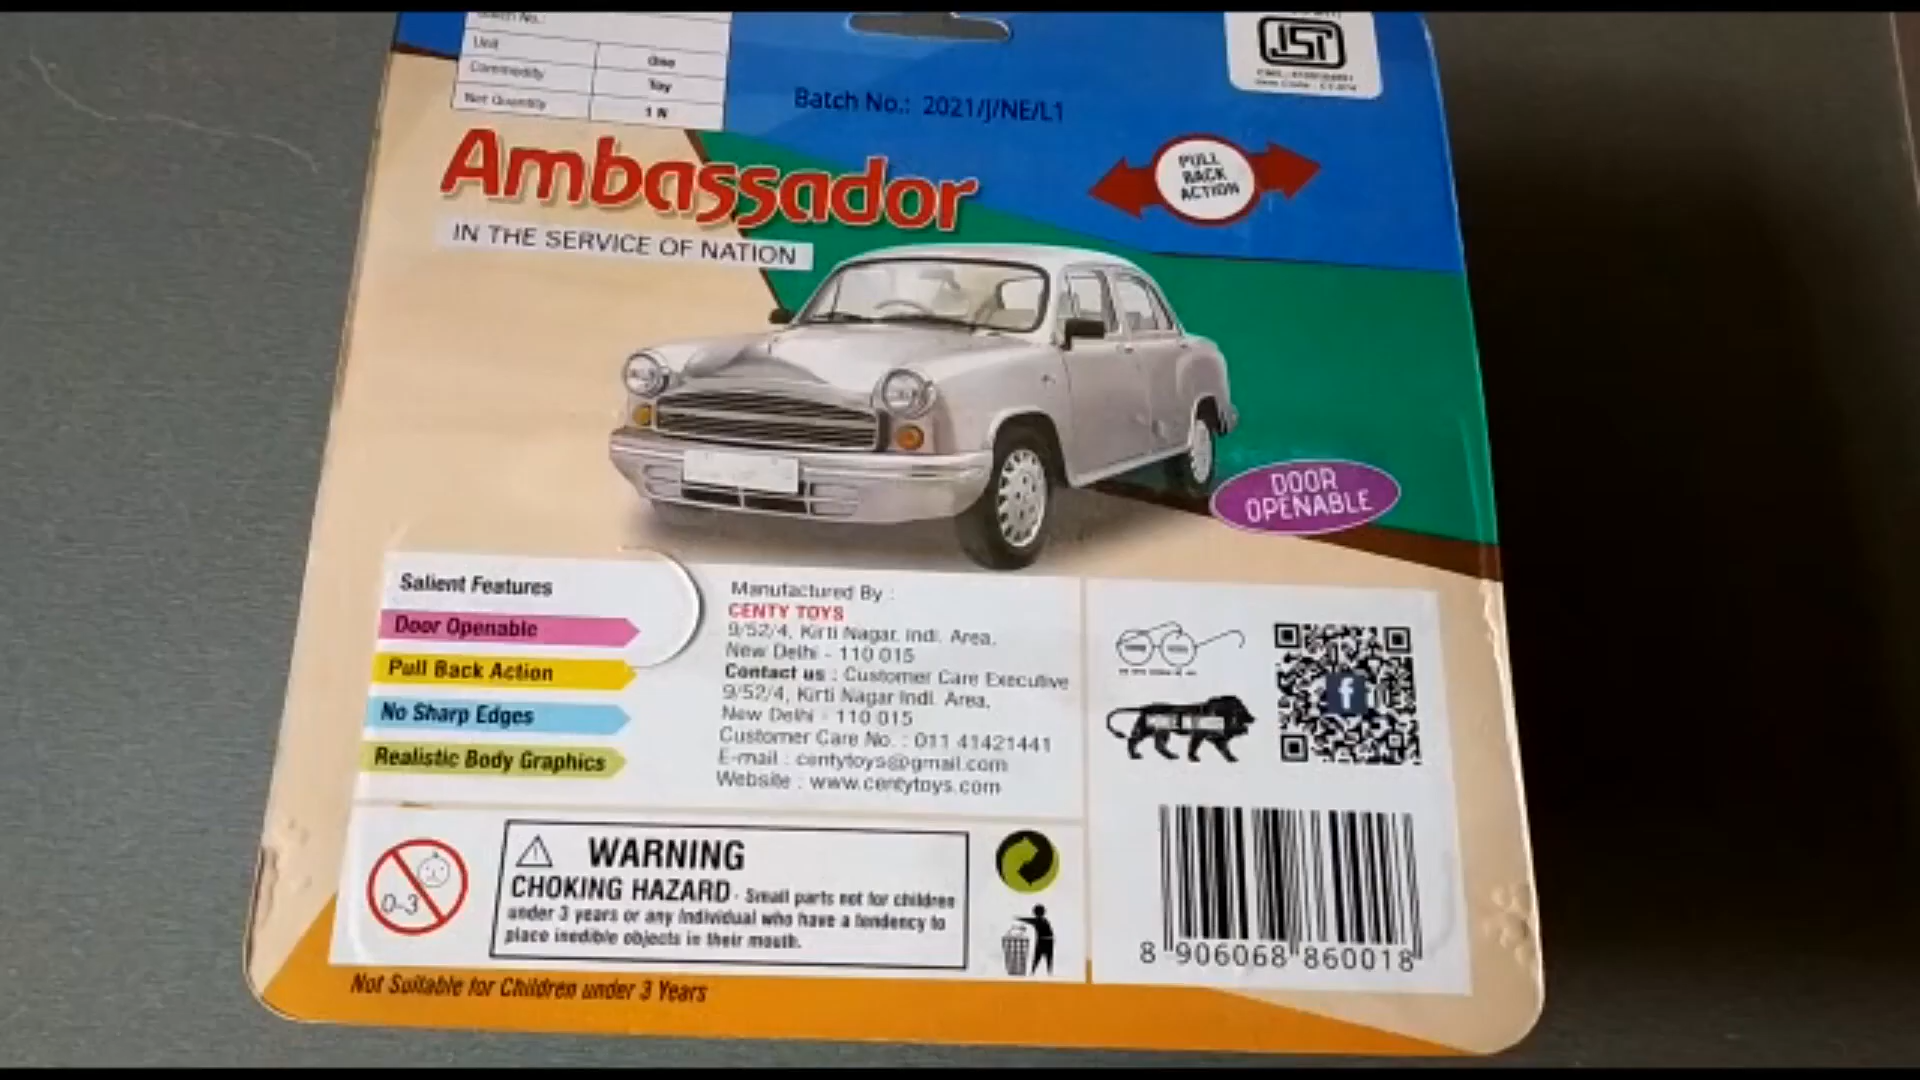 Batch No.:
Unit One
Commodity Toy
Net Quantity 1 N
Batch No.: 2021/J/NE/L1
Ambassador
IN THE SERVICE OF NATION
PULL
BACK
ACTION
DOOR
OPENABLE
Salient Features
Door Openable
Pull Back Action
No Sharp Edges
Realistic Body Graphics
Manufactured By :
CENTY TOYS
9/52/4, Kirti Nagar, Indl. Area,
New Delhi - 110 015
Contact us : Customer Care Executive
9/52/4, Kirti Nagar Indl. Area,
New Delhi - 110 015
Customer Care No. : 011 41421441
E-mail : centytoys@gmail.com
Website : www.centytoys.com
0-3
WARNING
CHOKING HAZARD - Small parts not for children
under 3 years or any individual who have a tendency to
place inedible objects in their mouth.
f
8 906068 860018
Not Suitable for Children under 3 Years